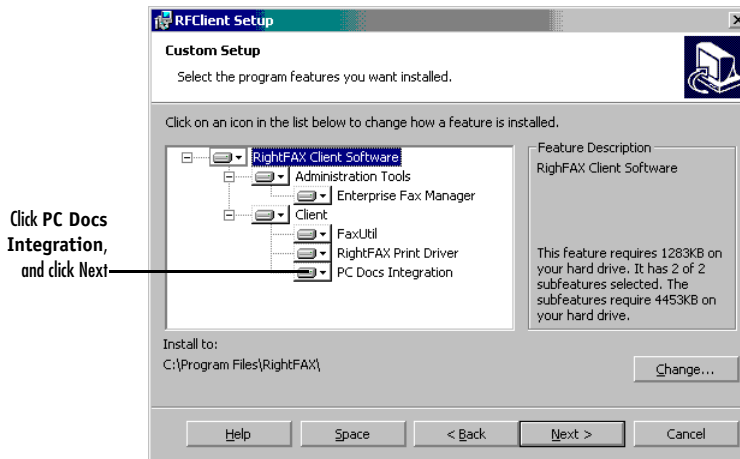 RFClient Setup
Custom Setup
Select the program features you want installed.
Click on an icon in the list below to change how a feature is installed.
RightFAX Client Software
Administration Tools
Enterprise Fax Manager
Client
FaxUtil
RightFAX Print Driver
PC Docs Integration
Feature Description
RighFAX Client Software
This feature requires 1283KB on
your hard drive. It has 2 of 2
subfeatures selected. The
subfeatures require 4453KB on
your hard drive.
Click PC Docs
Integration,
and click Next
Install to:
C:\Program Files\RightFAX\
Change...
Help
Space
< Back
Next >
Cancel